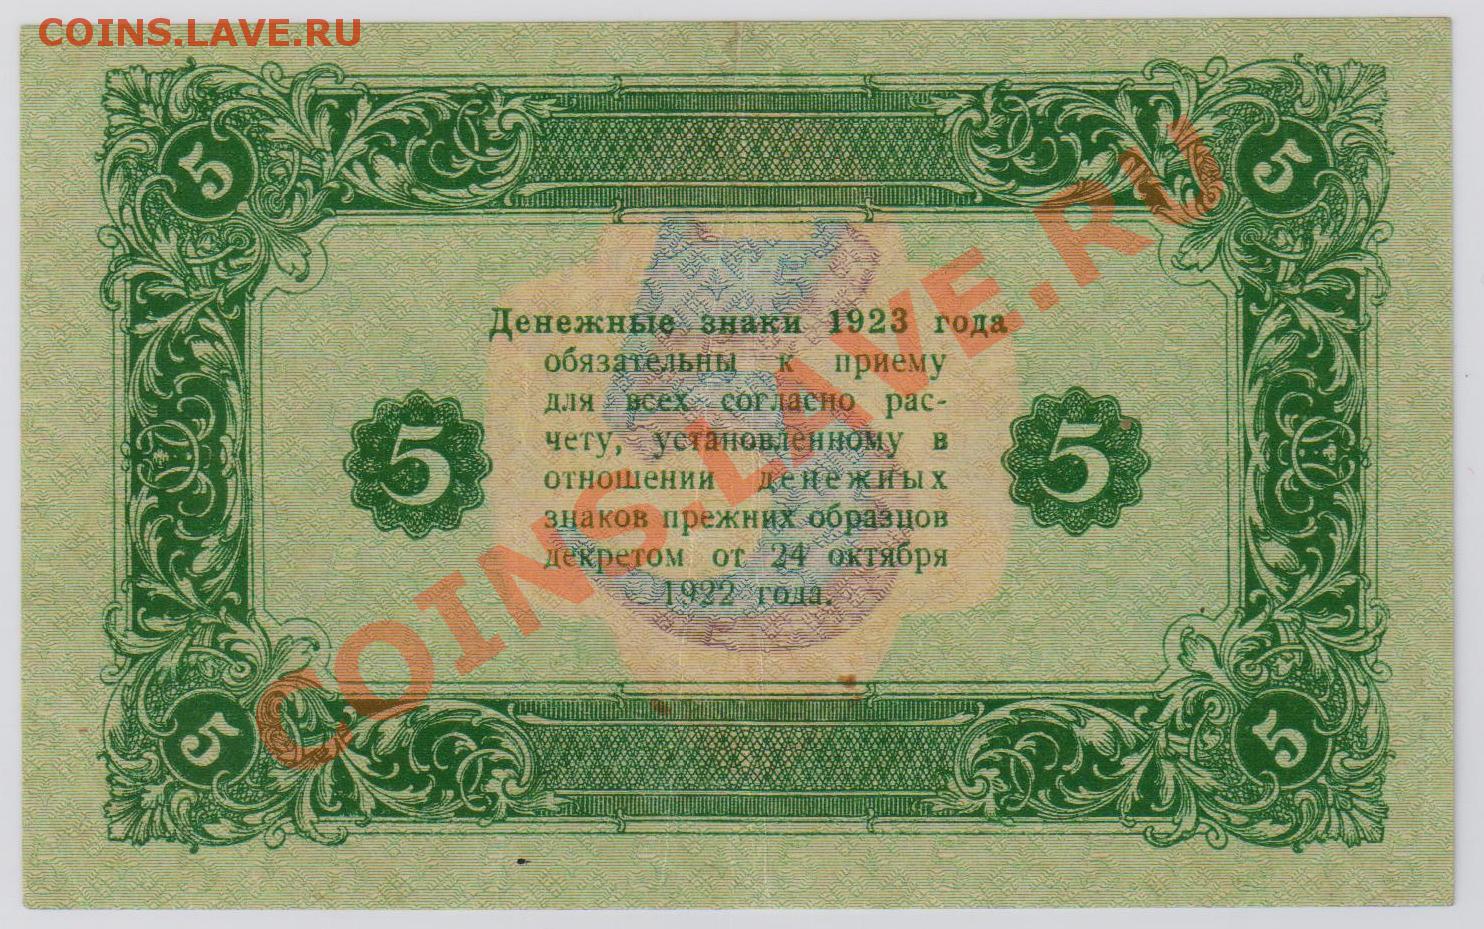 COINS.LAVE.RU
5
5
Денежные знаки 1923 года
обязательны к приему
для всех согласно рас-
чету, установленному в
отношении денежных
знаков прежних образцов
декретом от 24 октября
1922 года.
5
5
5
5
COINS.LAVE.RU